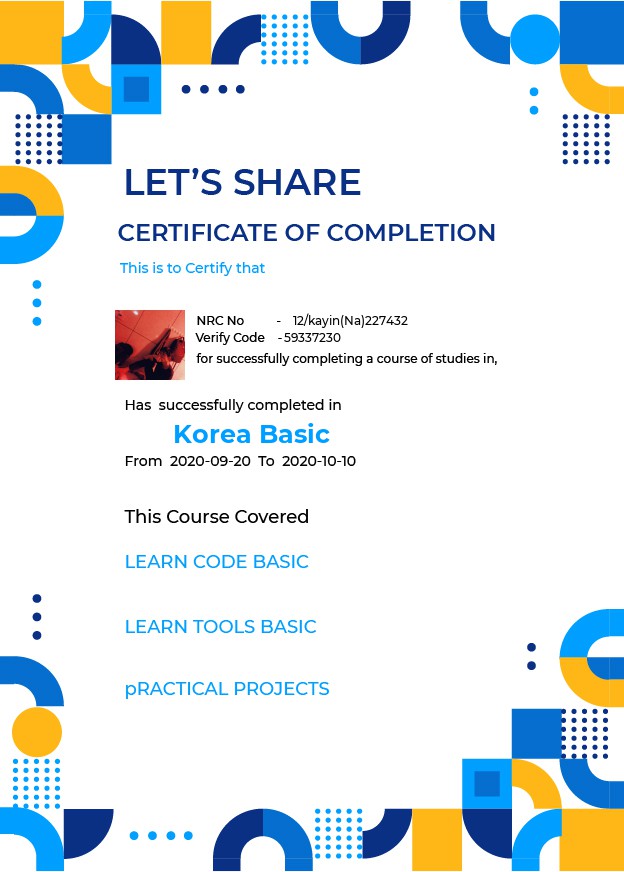 LET'S SHARE
CERTIFICATE OF COMPLETION
This is to Certify that
NRC No - 12/kayin(Na)227432
Verify Code - 59337230
for successfully completing a course of studies in,
Has successfully completed in
Korea Basic
From 2020-09-20 To 2020-10-10
This Course Covered
LEARN CODE BASIC
LEARN TOOLS BASIC
pRACTICAL PROJECTS